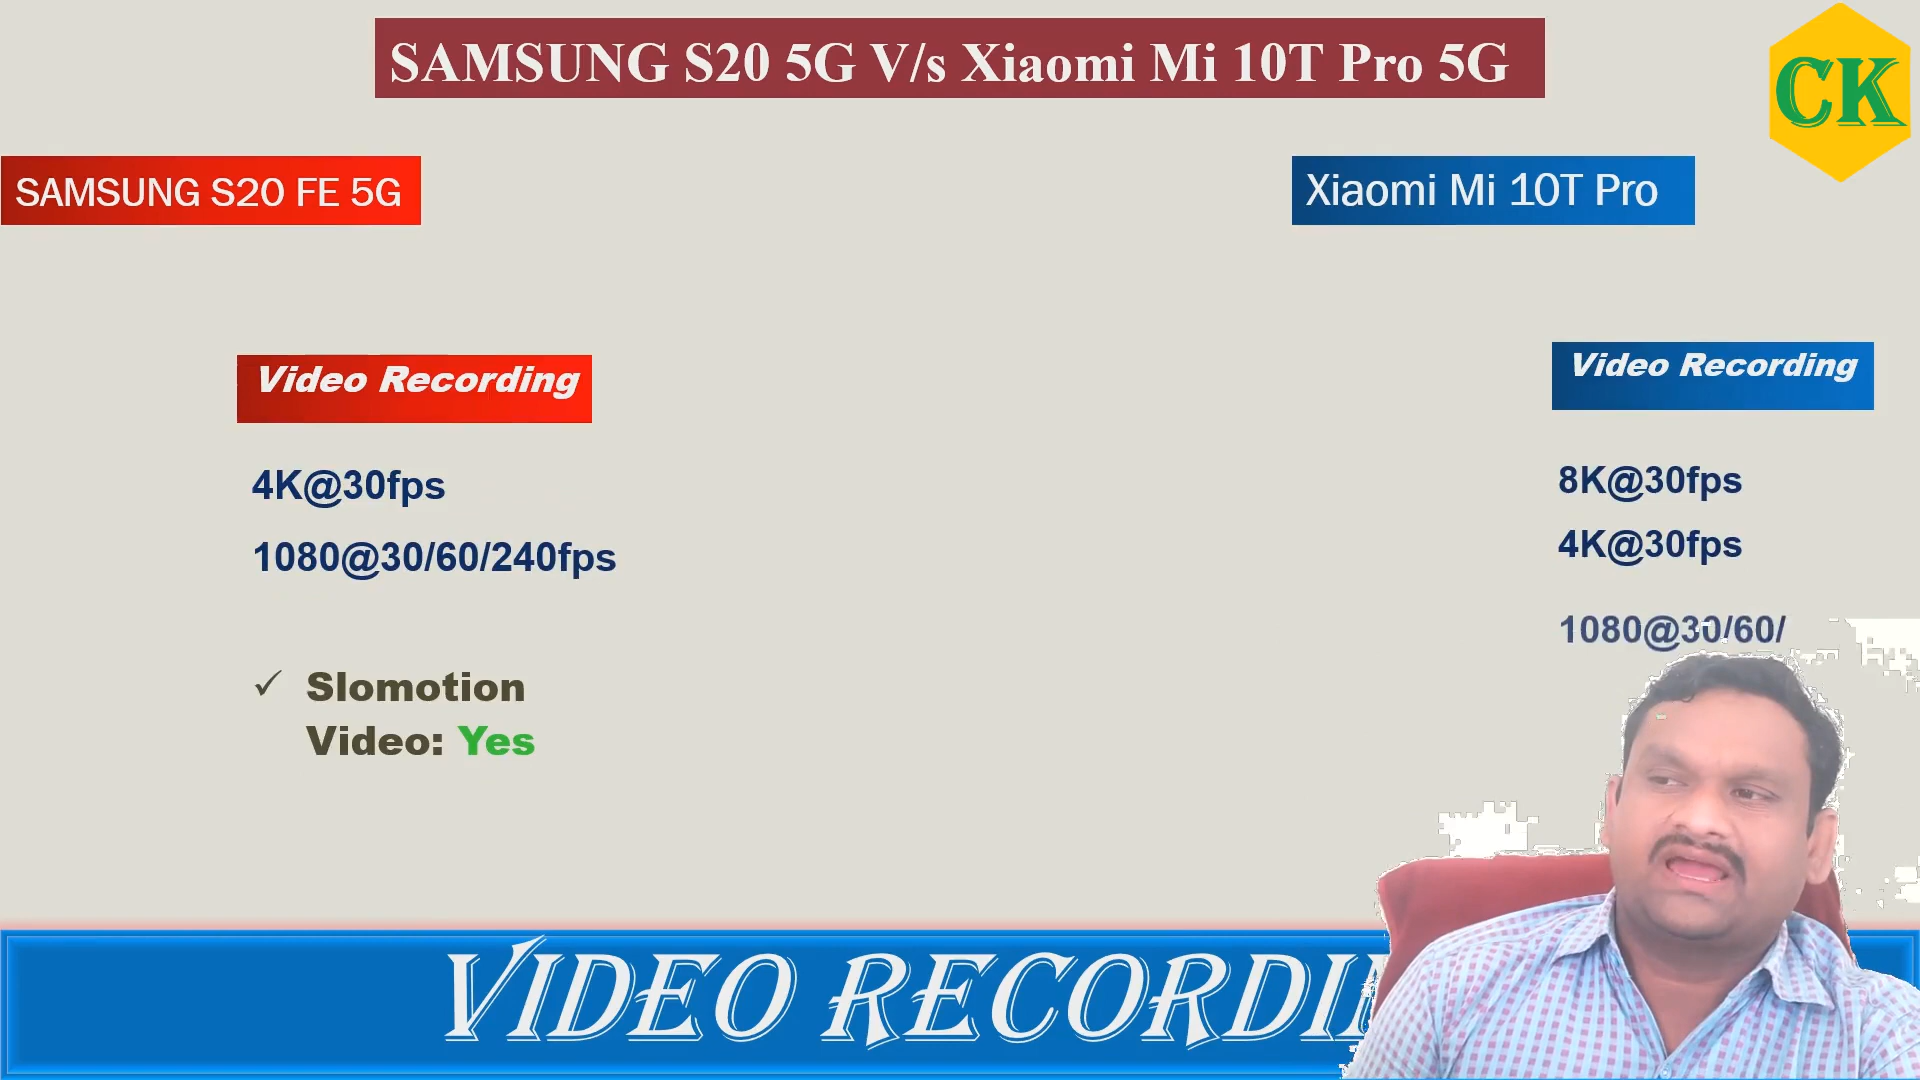 SAMSUNG S20 5G V/s Xiaomi Mi 10T Pro 5G
CK
SAMSUNG S20 FE 5G
Xiaomi Mi 10T Pro
Video Recording
4K@30fps
1080@30/60/240fps
✓ Slomotion
Video: Yes
Video Recording
8K@30fps
4K@30fps
1080@30/60/
VIDEO RECORDI